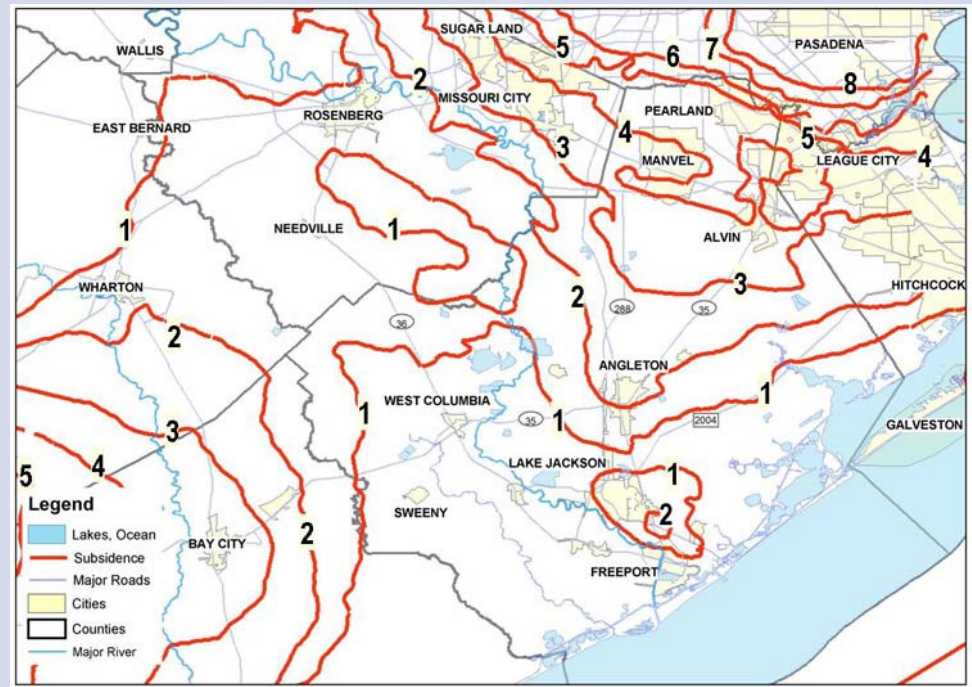 SUGAR LAND
5
7
PASADENA
WALLIS
6
2
8
MISSOURI CITY
ROSENBERG
PEARLAND
EAST BERNARD
4
5
3
MANVEL
LEAGUE CITY
4
NEEDVILLE
1
1
ALVIN
WHARTON
3
HITCHCOCK
2
288
35
36
2
ANGLETON
WEST COLUMBIA
1
1
35
1
2004
GALVESTON
3
4
5
LAKE JACKSON
1
Legend
SWEENY
2
Lakes, Ocean
2
BAY CITY
Subsidence
FREEPORT
Major Roads
Cities
Counties
Major River